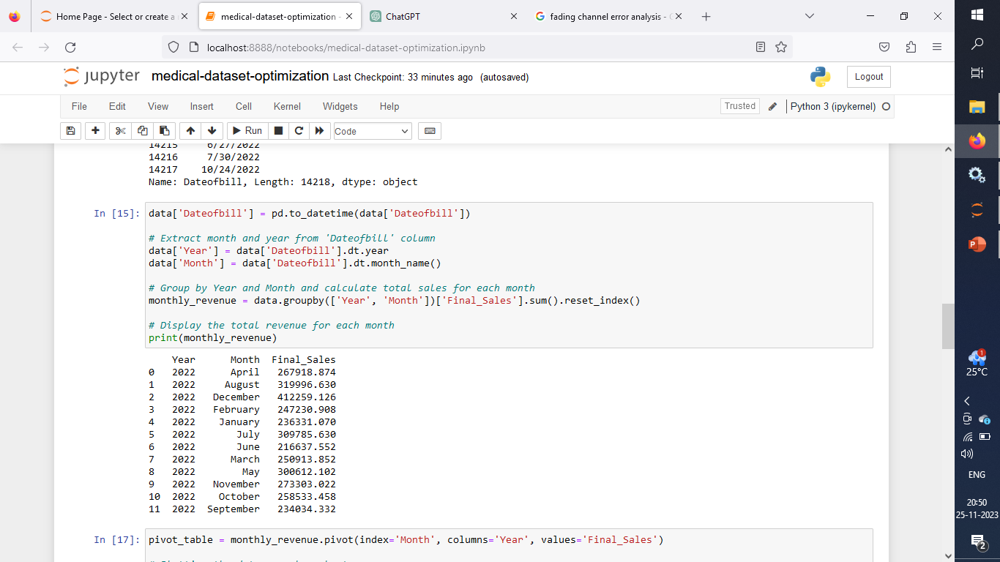 Home Page - Select or create a
medical-dataset-optimization -
ChatGPT
fading channel error analysis -
localhost:8888/notebooks/medical-dataset-optimization.ipynb
jupyter medical-dataset-optimization Last Checkpoint: 33 minutes ago (autosaved)
Logout
File Edit View Insert Cell Kernel Widgets Help
Trusted
Python 3 (ipykernel)
Run
Code
14215 6/27/2022
14216 7/30/2022
14217 10/24/2022
Name: Dateofbill, Length: 14218, dtype: object
In [15]:
data['Dateofbill'] = pd.to_datetime(data['Dateofbill'])
# Extract month and year from 'Dateofbill' column
data['Year'] = data['Dateofbill'].dt.year
data['Month'] = data['Dateofbill'].dt.month_name()
# Group by Year and Month and calculate total sales for each month
monthly_revenue = data.groupby(['Year', 'Month'])['Final_Sales'].sum().reset_index()
# Display the total revenue for each month
print(monthly_revenue)
Year Month Final_Sales
0 2022 April 267918.874
1 2022 August 319996.630
2 2022 December 412259.126
3 2022 February 247230.908
4 2022 January 236331.070
5 2022 July 309785.630
6 2022 June 216637.552
7 2022 March 250913.852
8 2022 May 300612.102
9 2022 November 273303.022
10 2022 October 258533.458
11 2022 September 234034.332
In [17]:
pivot_table = monthly_revenue.pivot(index='Month', columns='Year', values='Final_Sales')
P
1
25°C
ENG
20:50
25-11-2023
2